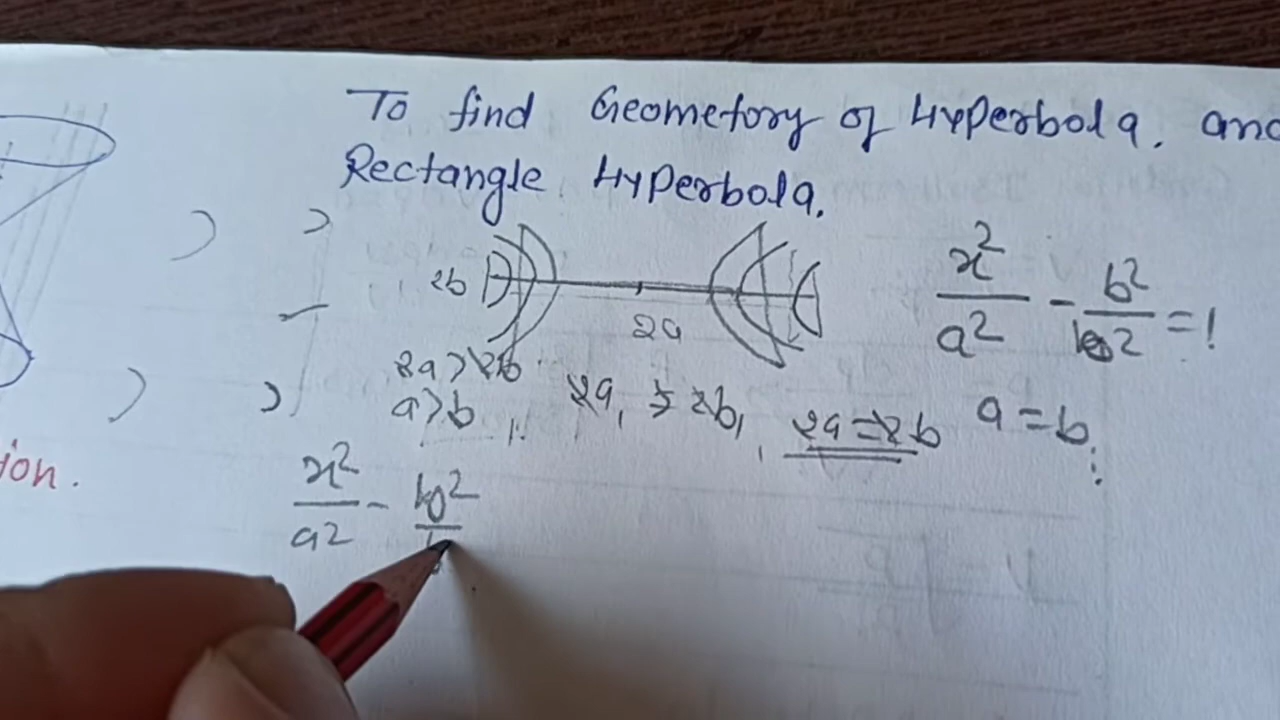 To find Geometory of Hyperbola. and
Rectangle Hyperbola.
2b
2a
x²/a² - b²/b² = 1
2a > 2b
a > b, 2a, > 2b, , 2a = 2b a = b
x²/a² - b²/b
ion.